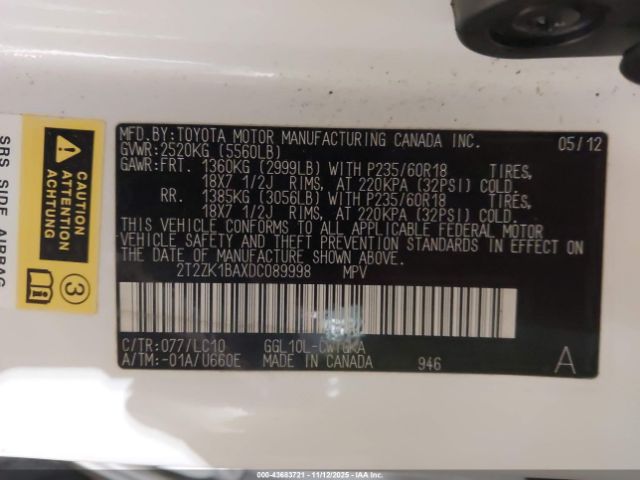 MFD.BY:TOYOTA MOTOR MANUFACTURING CANADA INC. 05/12
GVWR:2520KG (5560LB)
GAWR:FRT. 1360KG (2999LB) WITH P235/60R18 TIRES,
18X7 1/2J RIMS, AT 220KPA (32PSI) COLD.
RR. 1385KG (3056LB) WITH P235/60R18 TIRES,
18X7 1/2J RIMS, AT 220KPA (32PSI) COLD.
THIS VEHICLE CONFORMS TO ALL APPLICABLE FEDERAL MOTOR
VEHICLE SAFETY AND THEFT PREVENTION STANDARDS IN EFFECT ON
THE DATE OF MANUFACTURE SHOWN ABOVE.
2T2ZK1BAXDC089998 MPV
C/TR:077/LC10 GGL10L-CWTGKA
A/TM:-01A/U660E MADE IN CANADA 946 A
SRS SIDE AIRBAG
CAUTION
ATTENTION
ACHTUNG
3
000-43683721 - 11/12/2025 - IAAI.CA